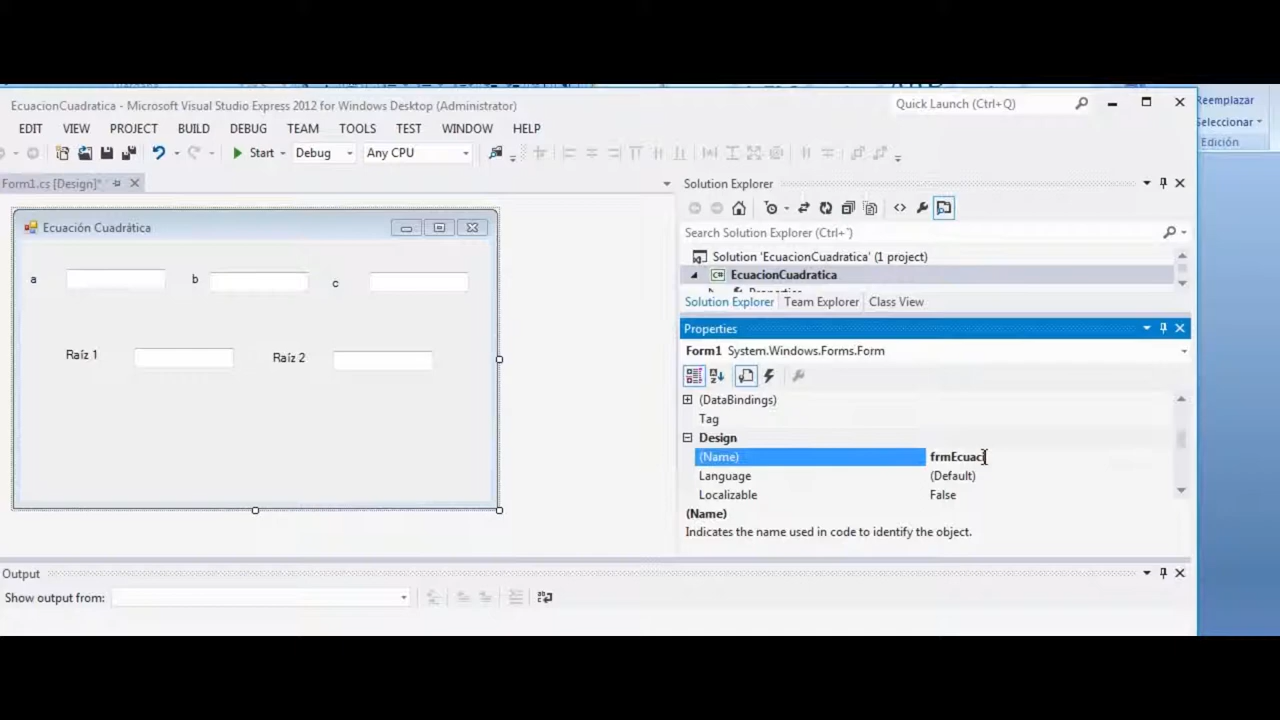 Reemplazar
EcuacionCuadratica - Microsoft Visual Studio Express 2012 for Windows Desktop (Administrator)
Quick Launch (Ctrl+Q)
Seleccionar
Edición
EDIT VIEW PROJECT BUILD DEBUG TEAM TOOLS TEST WINDOW HELP
Start Debug Any CPU
Form1.cs [Design]*
Ecuación Cuadrática
a b c
Raíz 1 Raíz 2
Solution Explorer
Search Solution Explorer (Ctrl+´)
Solution 'EcuacionCuadratica' (1 project)
C# EcuacionCuadratica
Properties
Solution Explorer Team Explorer Class View
Properties
Form1 System.Windows.Forms.Form
(DataBindings)
Tag
Design
(Name) frmEcuaci
Language (Default)
Localizable False
(Name)
Indicates the name used in code to identify the object.
Output
Show output from: